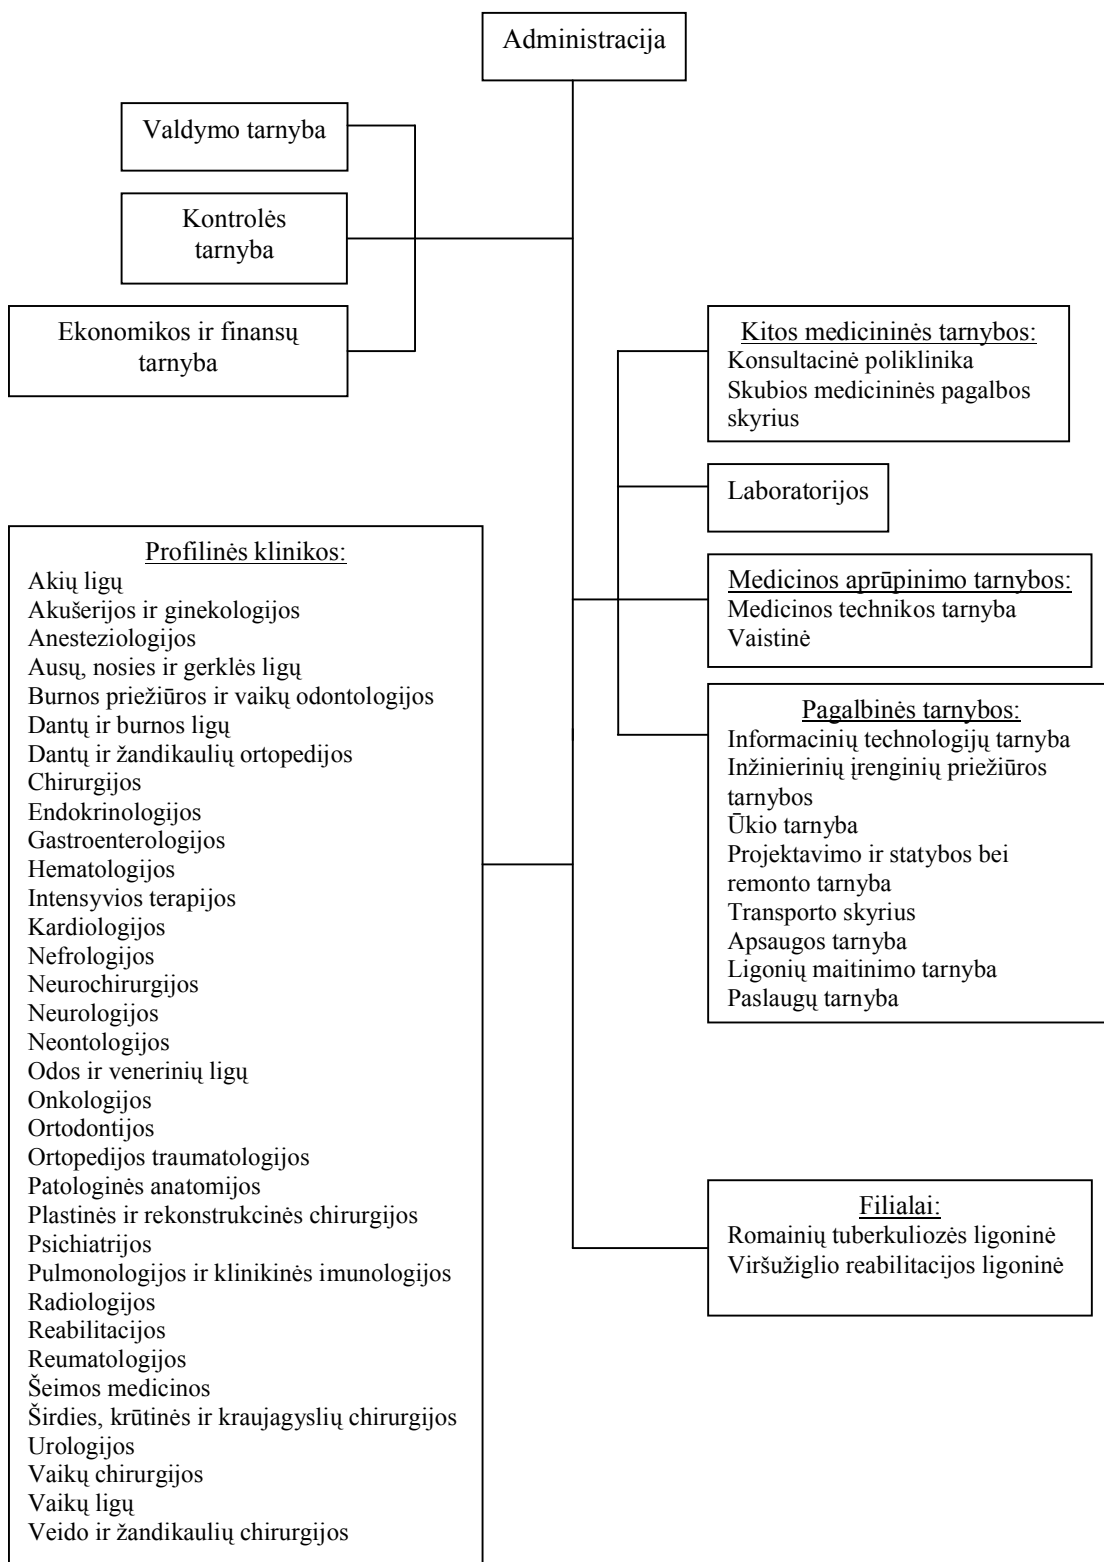 Administracija
Valdymo tarnyba
Kontrolės
tarnyba
Ekonomikos ir finansų
tarnyba
Kitos medicininės tarnybos:
Konsultacinė poliklinika
Skubios medicininės pagalbos
skyrius
Laboratorijos
Medicinos aprūpinimo tarnybos:
Medicinos technikos tarnyba
Vaistinė
Pagalbinės tarnybos:
Informacinių technologijų tarnyba
Inžinierinių įrenginių priežiūros
tarnybos
Ūkio tarnyba
Projektavimo ir statybos bei
remonto tarnyba
Transporto skyrius
Apsaugos tarnyba
Ligonių maitinimo tarnyba
Paslaugų tarnyba
Profilinės klinikos:
Akių ligų
Akušerijos ir ginekologijos
Anesteziologijos
Ausų, nosies ir gerklės ligų
Burnos priežiūros ir vaikų odontologijos
Dantų ir burnos ligų
Dantų ir žandikaulių ortopedijos
Chirurgijos
Endokrinologijos
Gastroenterologijos
Hematologijos
Intensyvios terapijos
Kardiologijos
Nefrologijos
Neurochirurgijos
Neurologijos
Neontologijos
Odos ir venerinių ligų
Onkologijos
Ortodontijos
Ortopedijos traumatologijos
Patologinės anatomijos
Plastinės ir rekonstrukcinės chirurgijos
Psichiatrijos
Pulmonologijos ir klinikinės imunologijos
Radiologijos
Reabilitacijos
Reumatologijos
Šeimos medicinos
Širdies, krūtinės ir kraujagyslių chirurgijos
Urologijos
Vaikų chirurgijos
Vaikų ligų
Veido ir žandikaulių chirurgijos
Filialai:
Romainių tuberkuliozės ligoninė
Viršužiglio reabilitacijos ligoninė